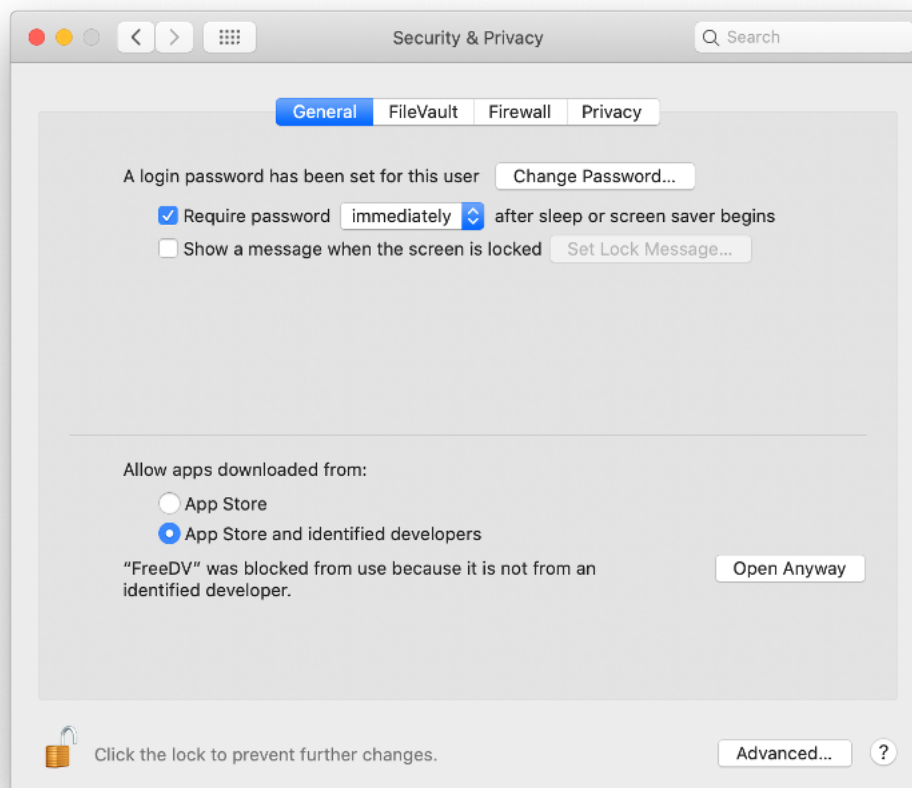 Security & Privacy
Search
General FileVault Firewall Privacy
A login password has been set for this user Change Password...
Require password immediately after sleep or screen saver begins
Show a message when the screen is locked Set Lock Message...
Allow apps downloaded from:
App Store
App Store and identified developers
“FreeDV” was blocked from use because it is not from an
identified developer.
Open Anyway
Click the lock to prevent further changes.
Advanced...
?